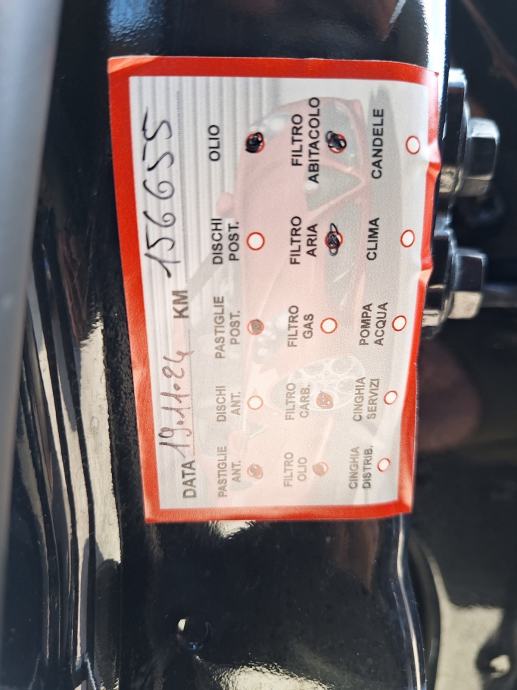 DATA 19.11.24 KM 156655
PASTIGLIE ANT.
DISCHI ANT.
PASTIGLIE POST.
DISCHI POST.
OLIO
FILTRO OLIO
FILTRO CARB.
FILTRO GAS
FILTRO ARIA
FILTRO ABITACOLO
CINGHIA DISTRIB.
CINGHIA SERVIZI
POMPA ACQUA
CLIMA
CANDELE